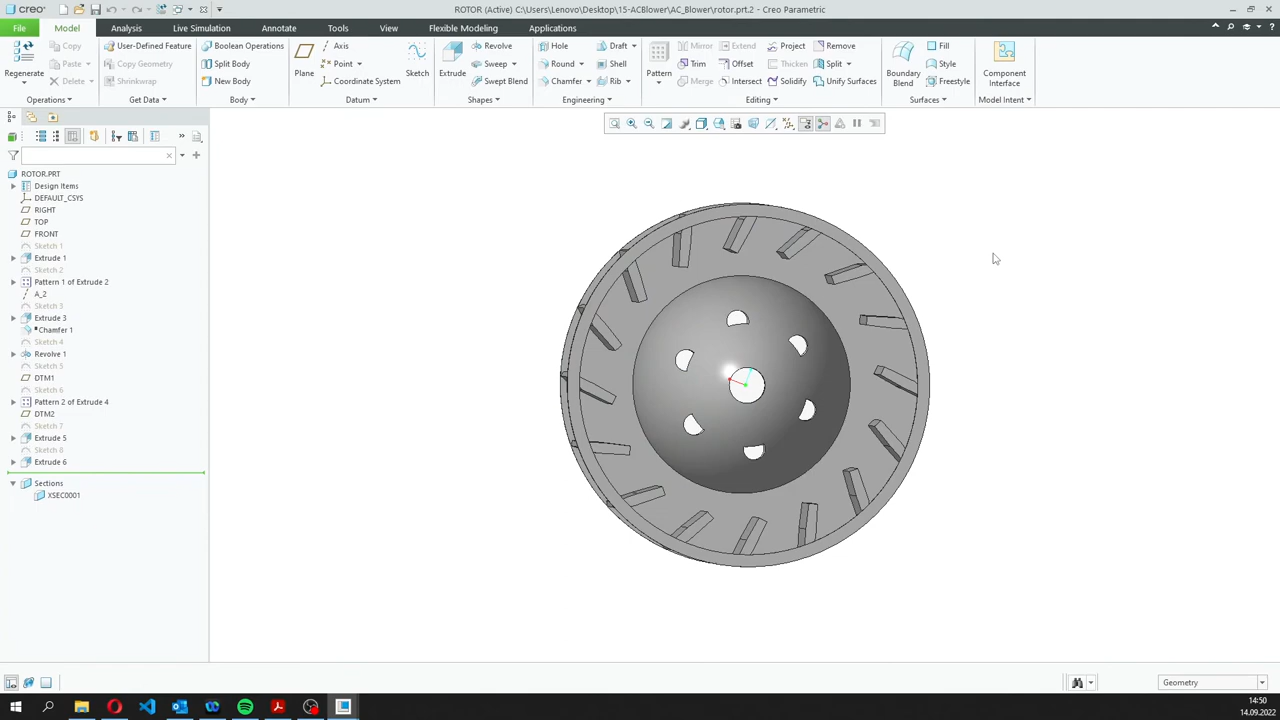 creo ROTOR (Active) C:\Users\Lenovo\Desktop\15-ACBlower\AC_Blower\rotor.prt.2 - Creo Parametric
File Model Analysis Live Simulation Annotate Tools View Flexible Modeling Applications
Copy User-Defined Feature Boolean Operations Axis Revolve Hole Draft Mirror Extend Project Remove Fill
Regenerate Paste Copy Geometry Split Body Plane Point Sketch Extrude Sweep Round Shell Pattern Trim Offset Thicken Split Boundary Blend Style Component Interface
Delete Shrinkwrap New Body Coordinate System Swept Blend Chamfer Rib Merge Intersect Solidify Unify Surfaces Freestyle
Operations Get Data Body Datum Shapes Engineering Editing Surfaces Model Intent
ROTOR.PRT
Design Items
DEFAULT_CSYS
RIGHT
TOP
FRONT
Sketch 1
Extrude 1
Sketch 2
Pattern 1 of Extrude 2
A_2
Sketch 3
Extrude 3
Chamfer 1
Sketch 4
Revolve 1
Sketch 5
DTM1
Sketch 6
Pattern 2 of Extrude 4
DTM2
Sketch 7
Extrude 5
Sketch 8
Extrude 6
Sections
XSEC0001
Geometry
14:50
14.09.2022